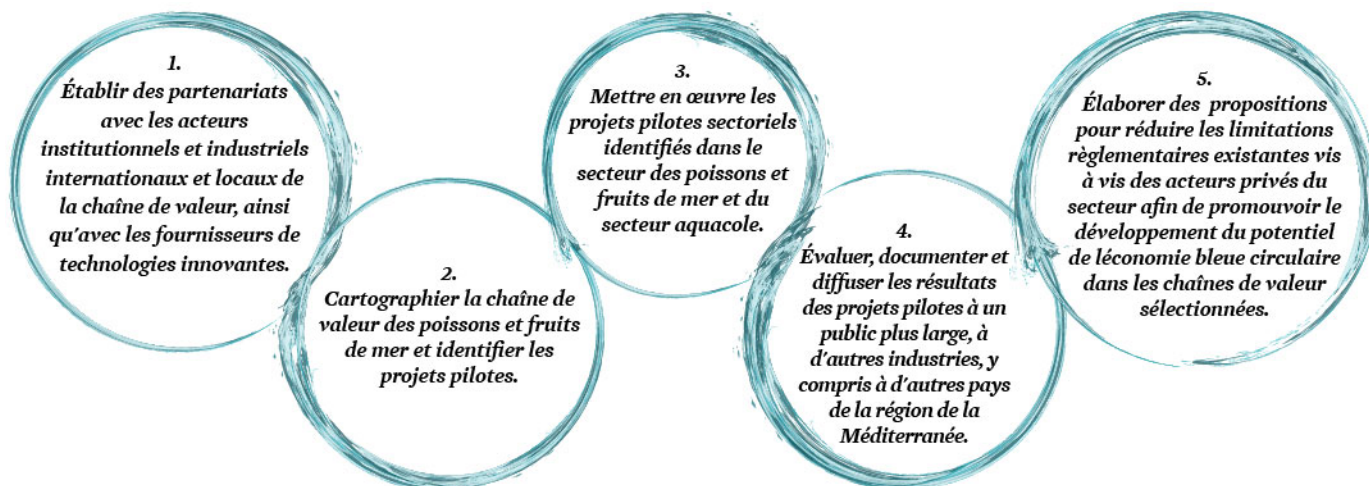 1.
Établir des partenariats
avec les acteurs
institutionnels et industriels
internationaux et locaux de
la chaîne de valeur, ainsi
qu'avec les fournisseurs de
technologies innovantes.
2.
Cartographier la chaîne de
valeur des poissons et fruits
de mer et identifier les
projets pilotes.
3.
Mettre en œuvre les
projets pilotes sectoriels
identifiés dans le
secteur des poissons et
fruits de mer et du
secteur aquacole.
4.
Évaluer, documenter et
diffuser les résultats
des projets pilotes à un
public plus large, à
d'autres industries, y
compris à d'autres pays
de la région de la
Méditerranée.
5.
Élaborer des propositions
pour réduire les limitations
règlementaires existantes vis
à vis des acteurs privés du
secteur afin de promouvoir le
développement du potentiel
de léconomie bleue circulaire
dans les chaînes de valeur
sélectionnées.